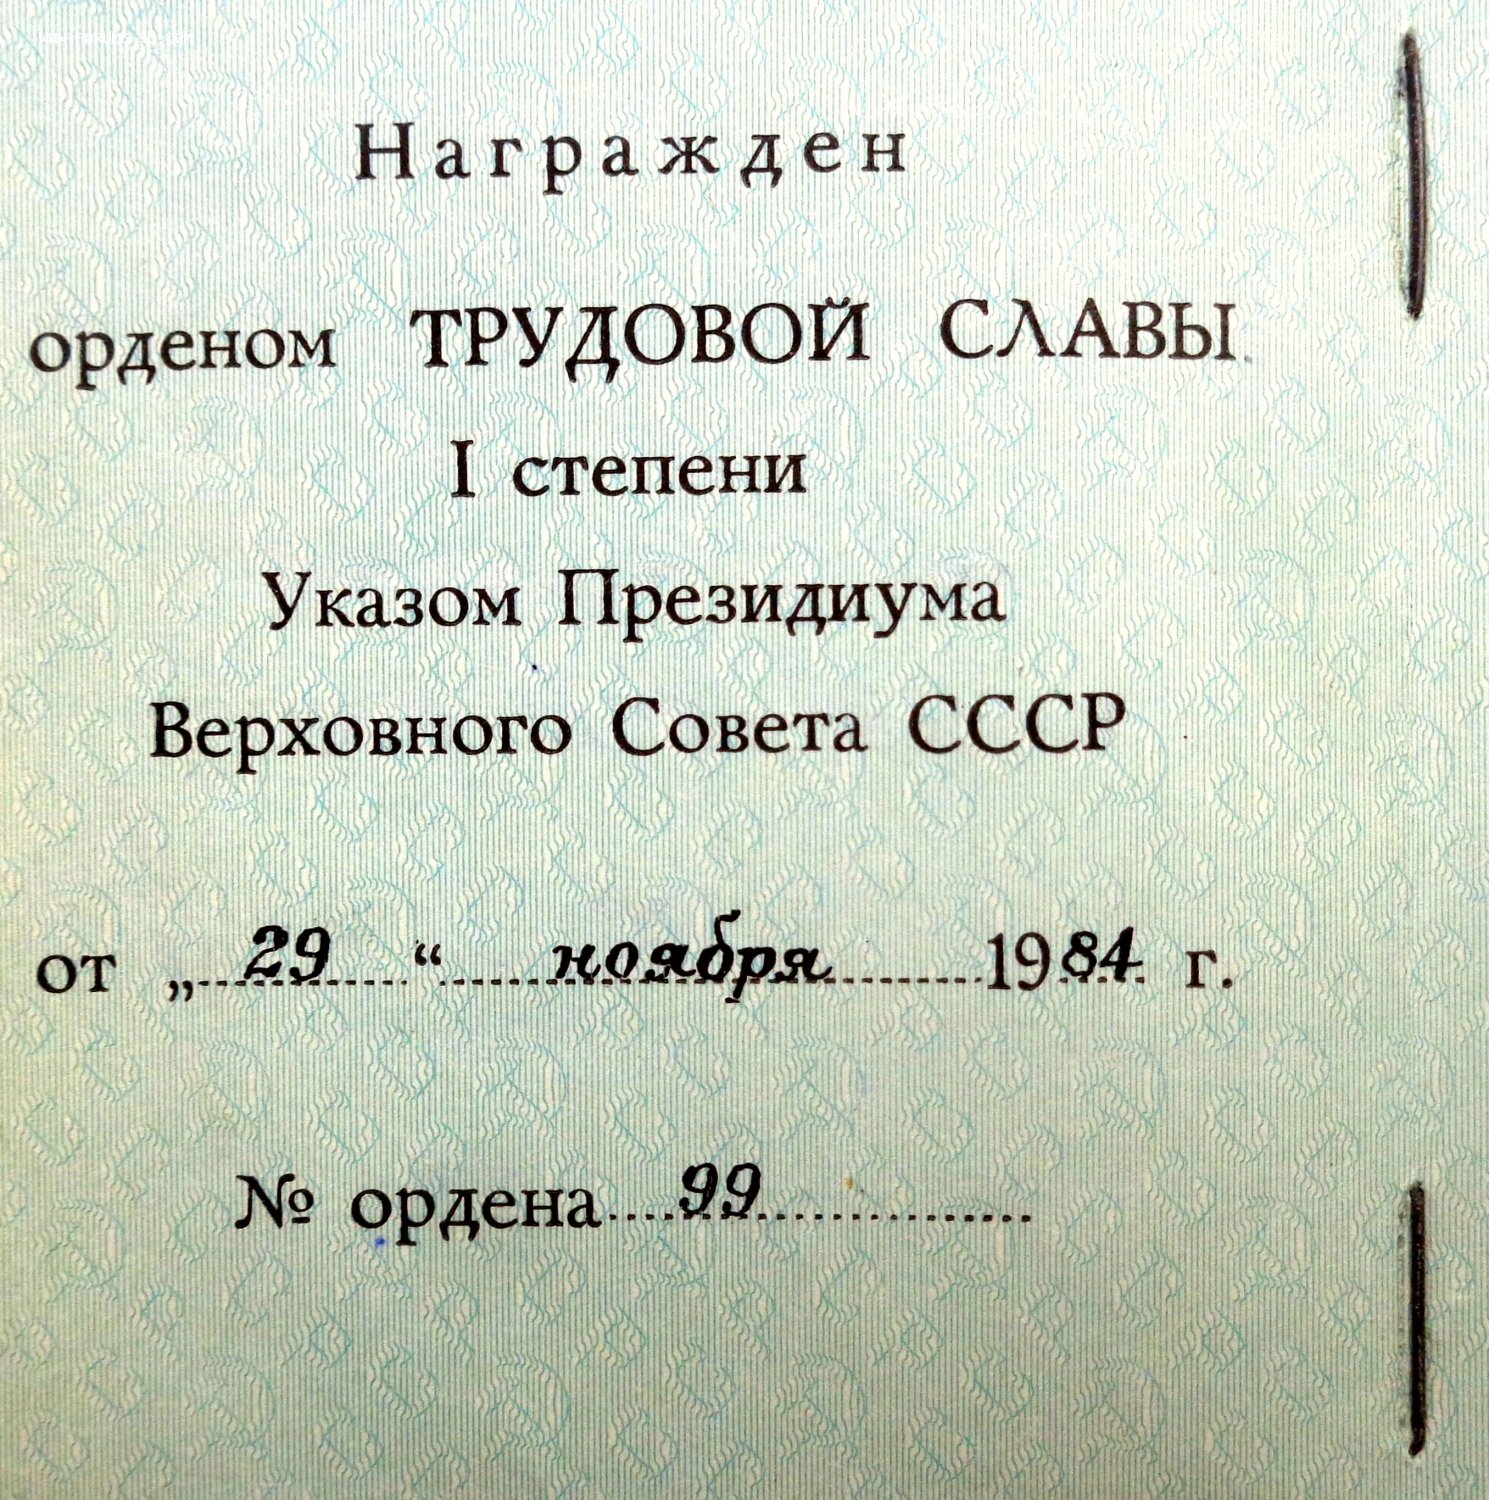 Награжден
орденом ТРУДОВОЙ СЛАВЫ
I степени
Указом Президиума
Верховного Совета СССР
от „29“ ноября 1984 г.
№ ордена 99